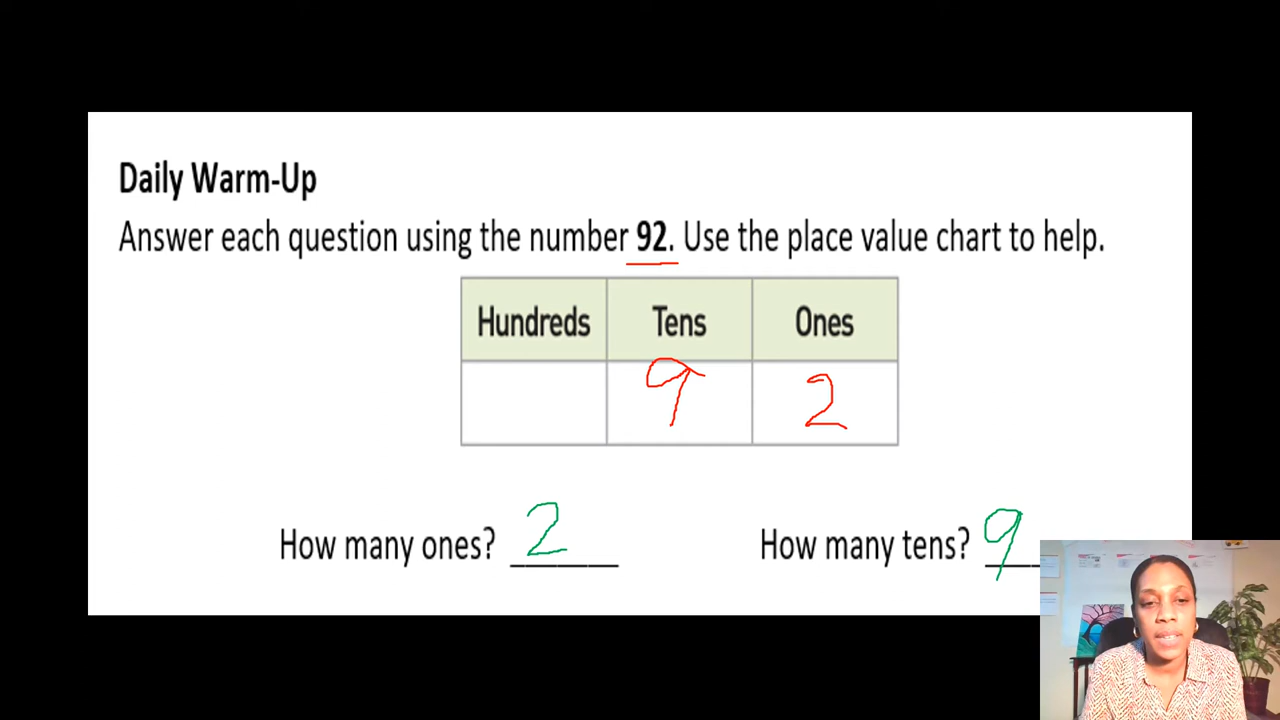 Daily Warm-Up
Answer each question using the number 92. Use the place value chart to help.
Hundreds Tens Ones
9 2
How many ones? 2
How many tens? 9